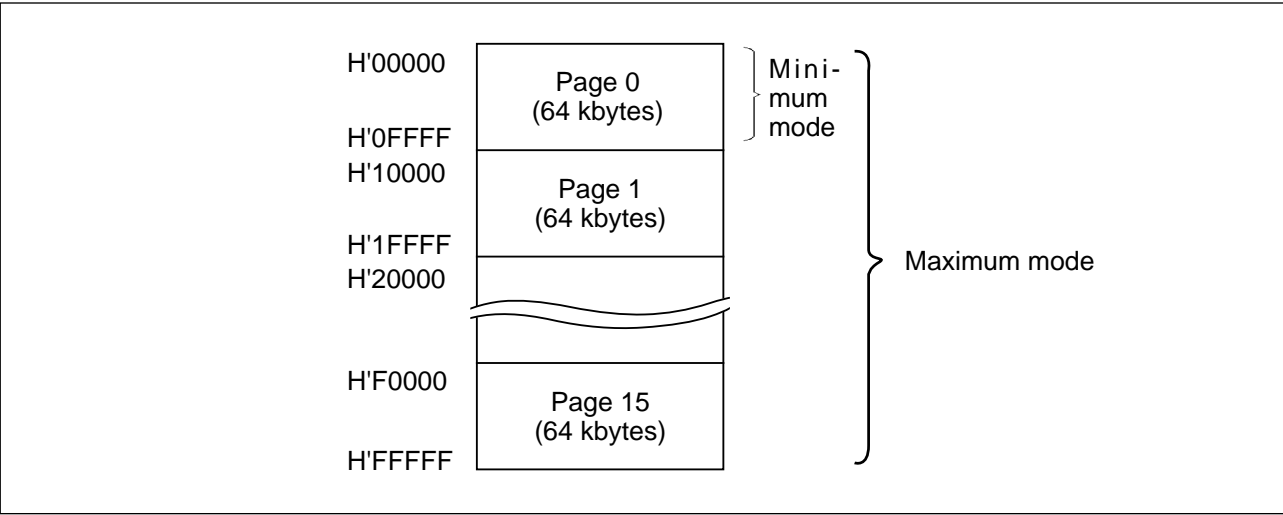 H'00000
Page 0
(64 kbytes)
H'0FFFF
Mini-
mum
mode
H'10000
Page 1
(64 kbytes)
H'1FFFF
H'20000
Maximum mode
H'F0000
Page 15
(64 kbytes)
H'FFFFF